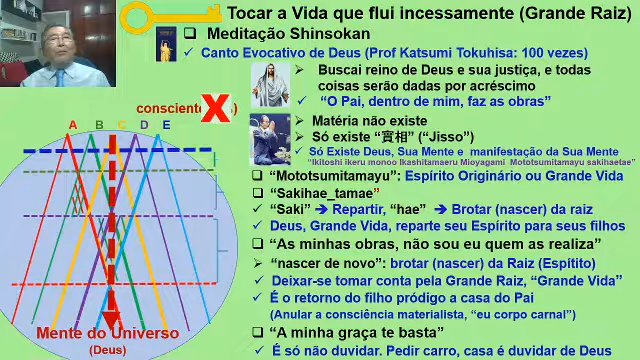 Tocar a Vida que flui incessamente (Grande Raiz)
Meditação Shinsokan
Canto Evocativo de Deus (Prof Katsumi Tokuhisa: 100 vezes)
Buscai reino de Deus e sua justiça, e todas
coisas serão dadas por acréscimo
“O Pai, dentro de mim, faz as obras”
Matéria não existe
Só existe “實相” (“Jisso”)
Só Existe Deus, Sua Mente e manifestação da Sua Mente
“Ikitoshi ikeru monoo Ikashitamaeru Mioyagami Mototsumitamayu sakihaetae”
“Mototsumitamayu”: Espírito Originário ou Grande Vida
“Sakihae_tamae”
“Saki” ➔ Repartir, “hae” ➔ Brotar (nascer) da raiz
Deus, Grande Vida, reparte seu Espírito para seus filhos
“As minhas obras, não sou eu quem as realiza”
“nascer de novo”: brotar (nascer) da Raiz (Espítito)
Deixar-se tomar conta pela Grande Raiz, “Grande Vida”
É o retorno do filho pródigo a casa do Pai
(Anular a consciência materialista, “eu corpo carnal”)
“A minha graça te basta”
É só não duvidar. Pedir carro, casa é duvidar de Deus
A B C D E
Mente do Universo
(Deus)